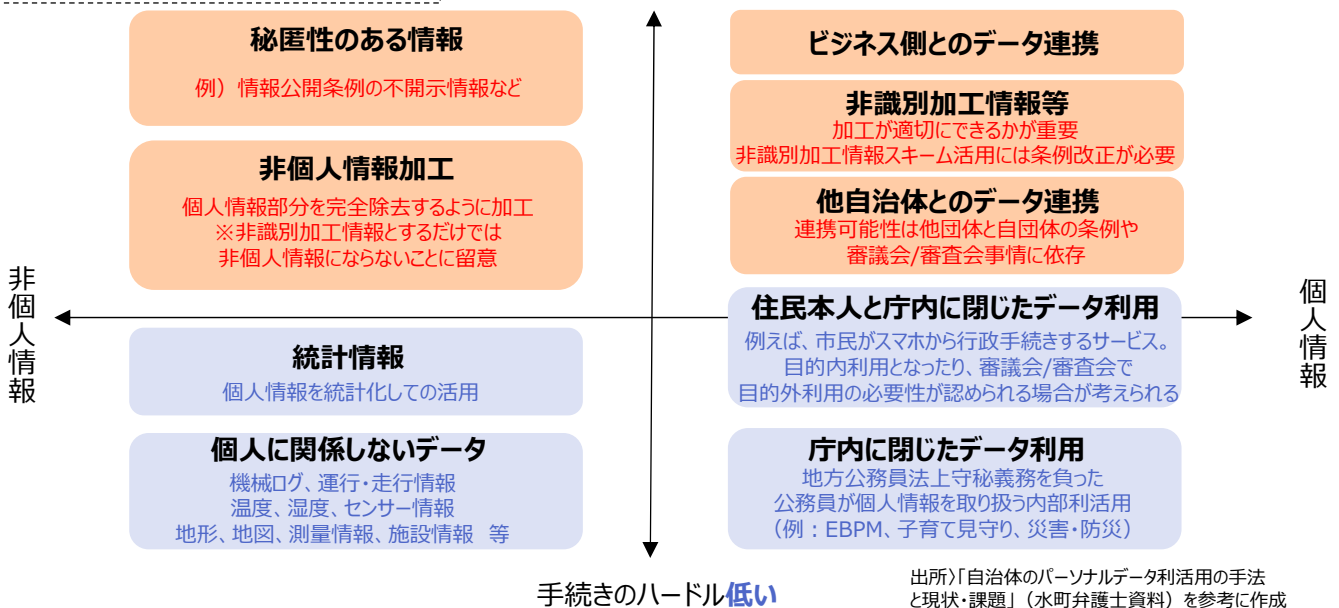 秘匿性のある情報
例）情報公開条例の不開示情報など
非個人情報加工
個人情報部分を完全除去するように加工
※非識別加工情報とするだけでは
非個人情報にならないことに留意
ビジネス側とのデータ連携
非識別加工情報等
加工が適切にできるかが重要
非識別加工情報スキーム活用には条例改正が必要
他自治体とのデータ連携
連携可能性は他団体と自団体の条例や
審議会/審査会事情に依存
非個人情報
個人情報
統計情報
個人情報を統計化しての活用
個人に関係しないデータ
機械ログ、運行・走行情報
温度、湿度、センサー情報
地形、地図、測量情報、施設情報 等
住民本人と庁内に閉じたデータ利用
例えば、市民がスマホから行政手続きするサービス。
目的内利用となったり、審議会/審査会で
目的外利用の必要性が認められる場合が考えられる
庁内に閉じたデータ利用
地方公務員法上守秘義務を負った
公務員が個人情報を取り扱う内部利活用
（例：EBPM、子育て見守り、災害・防災）
手続きのハードル低い
出所〉「自治体のパーソナルデータ利活用の手法
と現状・課題」（水町弁護士資料）を参考に作成